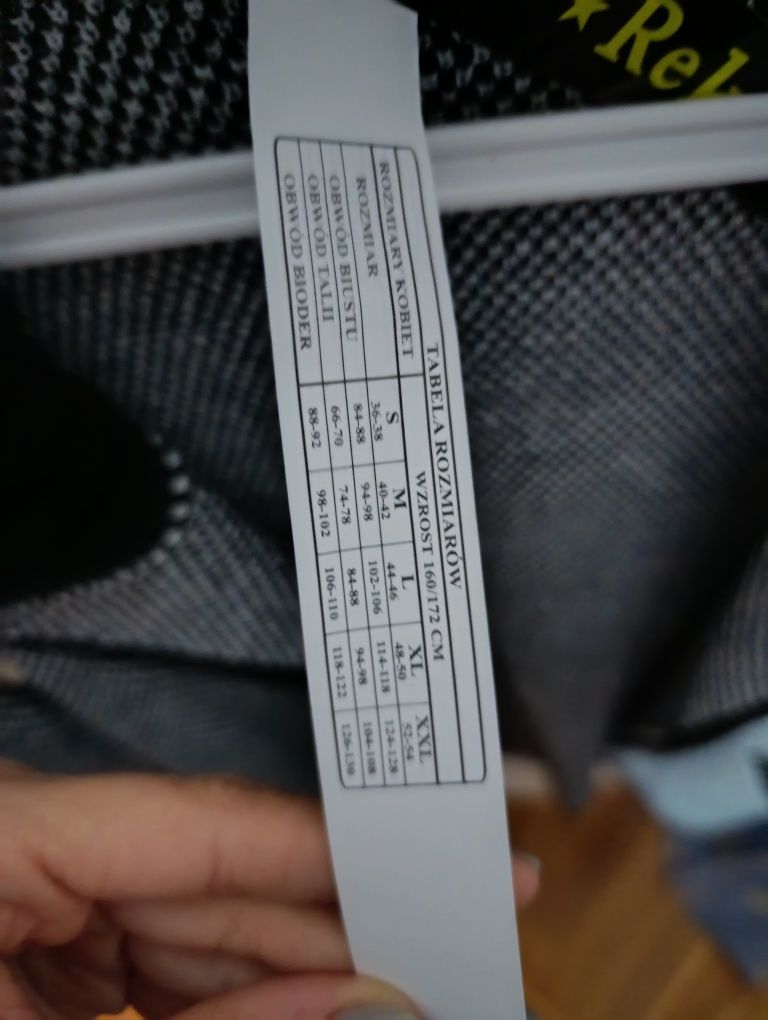 Rel
TABELA ROZMIARÓW
WZROST 160/172 CM
ROZMIARY KOBIET S M L XL XXL
ROZMIAR 36-38 40-42 44-46 48-50 52-54
OBWÓD BIUSTU 84-88 94-98 102-106 114-118 124-128
OBWÓD TALII 66-70 74-78 84-88 94-98 104-108
OBWÓD BIODER 88-92 98-102 106-110 118-122 126-130